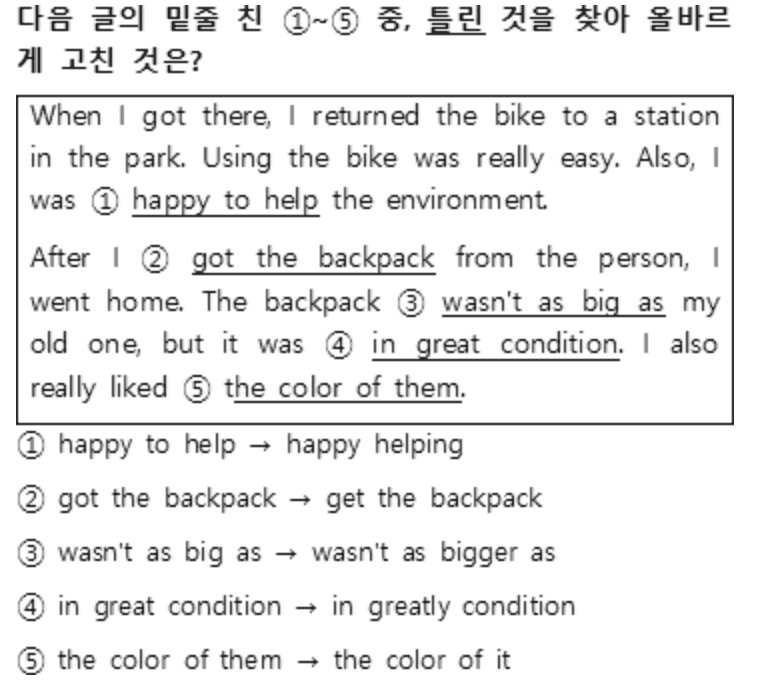 다음 글의 밑줄 친 ①~⑤ 중, 틀린 것을 찾아 올바르
게 고친 것은?
When I got there, I returned the bike to a station
in the park. Using the bike was really easy. Also, I
was ① happy to help the environment.
After I ② got the backpack from the person, I
went home. The backpack ③ wasn't as big as my
old one, but it was ④ in great condition. I also
really liked ⑤ the color of them.
① happy to help → happy helping
② got the backpack → get the backpack
③ wasn't as big as → wasn't as bigger as
④ in great condition → in greatly condition
⑤ the color of them → the color of it